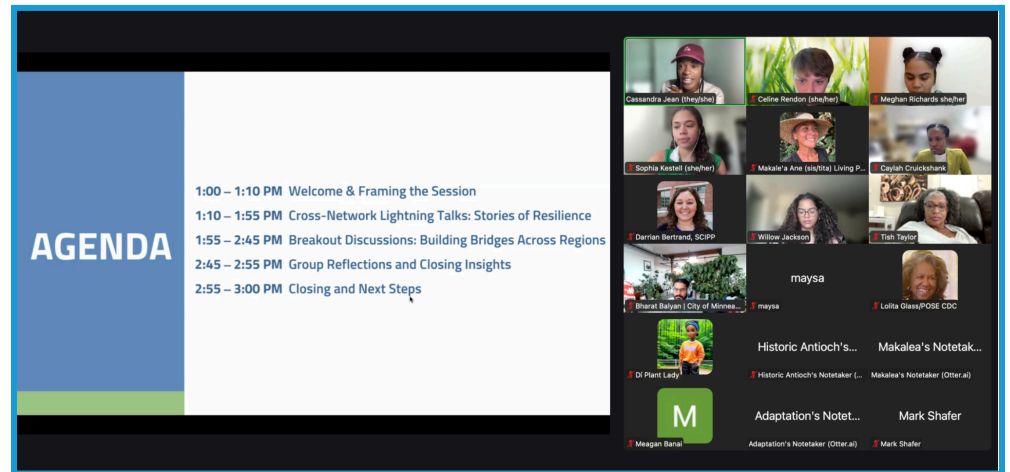 AGENDA
1:00 – 1:10 PM Welcome & Framing the Session
1:10 – 1:55 PM Cross-Network Lightning Talks: Stories of Resilience
1:55 – 2:45 PM Breakout Discussions: Building Bridges Across Regions
2:45 – 2:55 PM Group Reflections and Closing Insights
2:55 – 3:00 PM Closing and Next Steps
Cassandra Jean (they/she)
Celine Rendon (she/her)
Meghan Richards she/her
Sophia Kestell (she/her)
Makale'a Ane (sis/tita) Living P...
Caylah Cruickshank
Darrian Bertrand, SCIPP
Willow Jackson
Tish Taylor
Bharat Balyan | City of Minnea...
maysa
maysa
Lolita Glass/POSE CDC
Di Plant Lady
Historic Antioch's...
Historic Antioch's Notetaker (...
Makalea's Notetak...
Makalea's Notetaker (Otter.ai)
M
Meagan Banai
Adaptation's Notet...
Adaptation's Notetaker (Otter.ai)
Mark Shafer
Mark Shafer